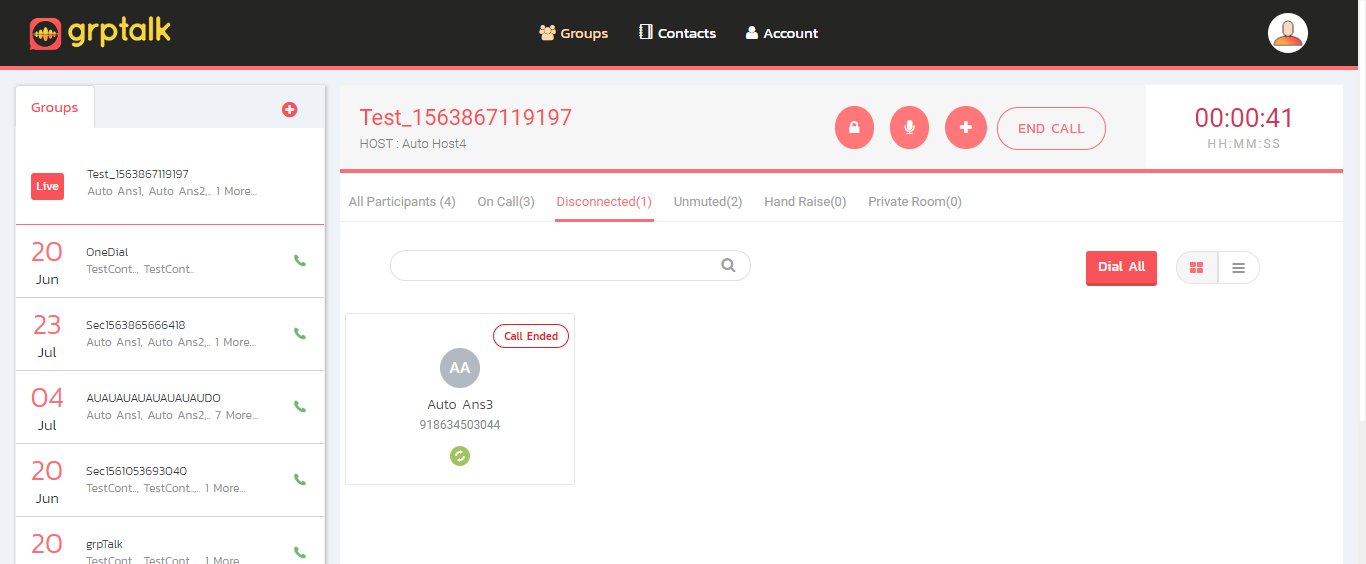 grptalk
Groups Contacts Account
Groups
Live
Test_1563867119197
Auto Ans1, Auto Ans2,.. 1 More...
20
Jun
OneDial
TestCont.., TestCont..
23
Jul
Sec1563865666418
Auto Ans1, Auto Ans2,.. 1 More...
04
Jul
AUAUAUAUAUAUAUAUDO
Auto Ans1, Auto Ans2,.. 7 More...
20
Jun
Sec1561053693040
TestCont.., TestCont..,.. 1 More...
20
grpTalk
TestCont.., TestCont..,.. 1 More...
Test_1563867119197
HOST : Auto Host4
END CALL
00:00:41
HH:MM:SS
All Participants (4) On Call(3) Disconnected(1) Unmuted(2) Hand Raise(0) Private Room(0)
Dial All
Call Ended
AA
Auto Ans3
918634503044